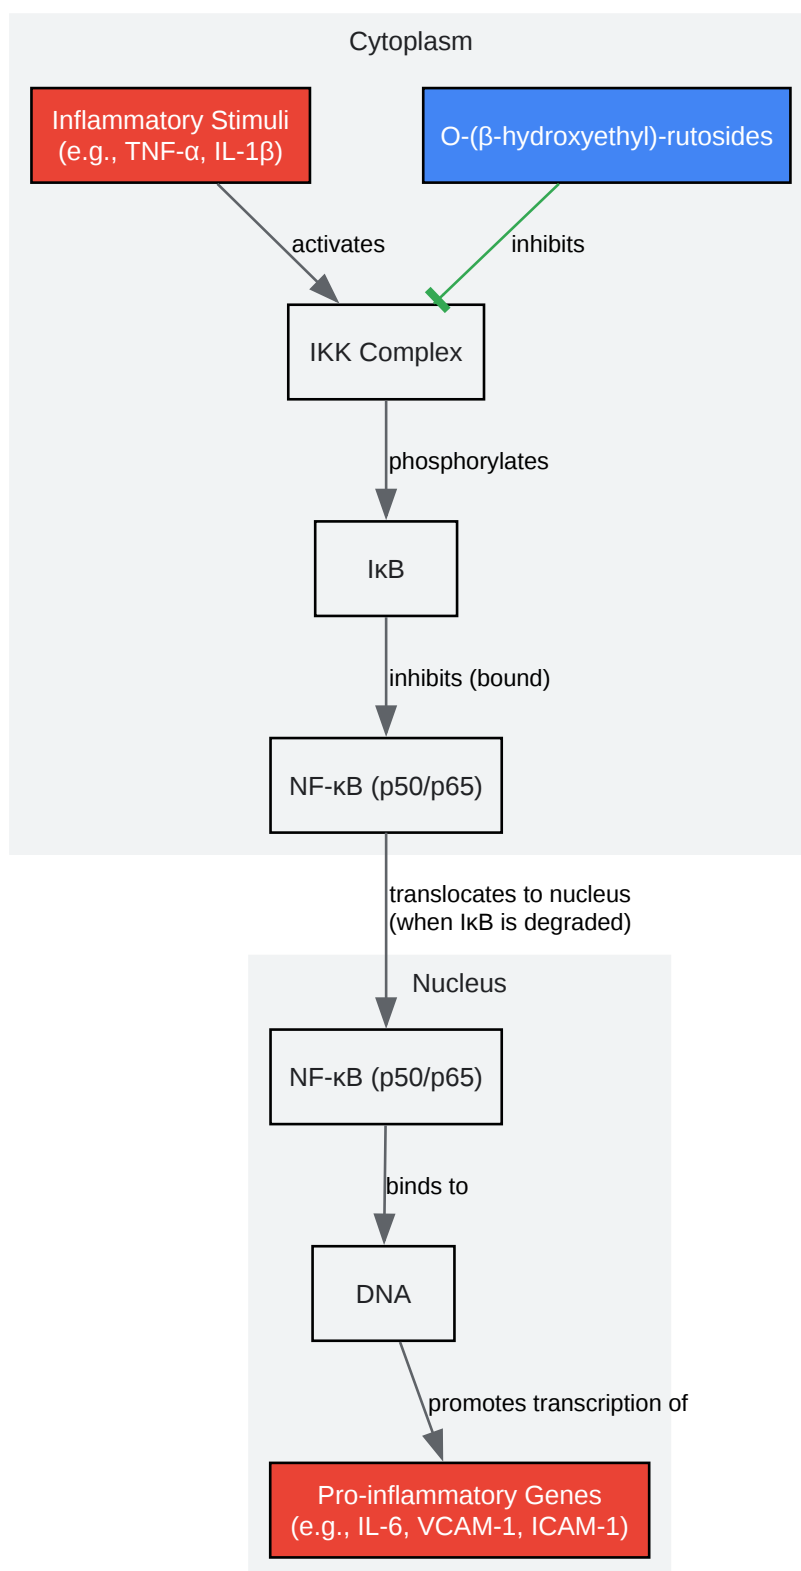 Cytoplasm
Inflammatory Stimuli
(e.g., TNF-α, IL-1β)
O-(β-hydroxyethyl)-rutosides
activates
inhibits
IKK Complex
phosphorylates
IκB
inhibits (bound)
NF-κB (p50/p65)
translocates to nucleus
(when IκB is degraded)
Nucleus
NF-κB (p50/p65)
binds to
DNA
promotes transcription of
Pro-inflammatory Genes
(e.g., IL-6, VCAM-1, ICAM-1)